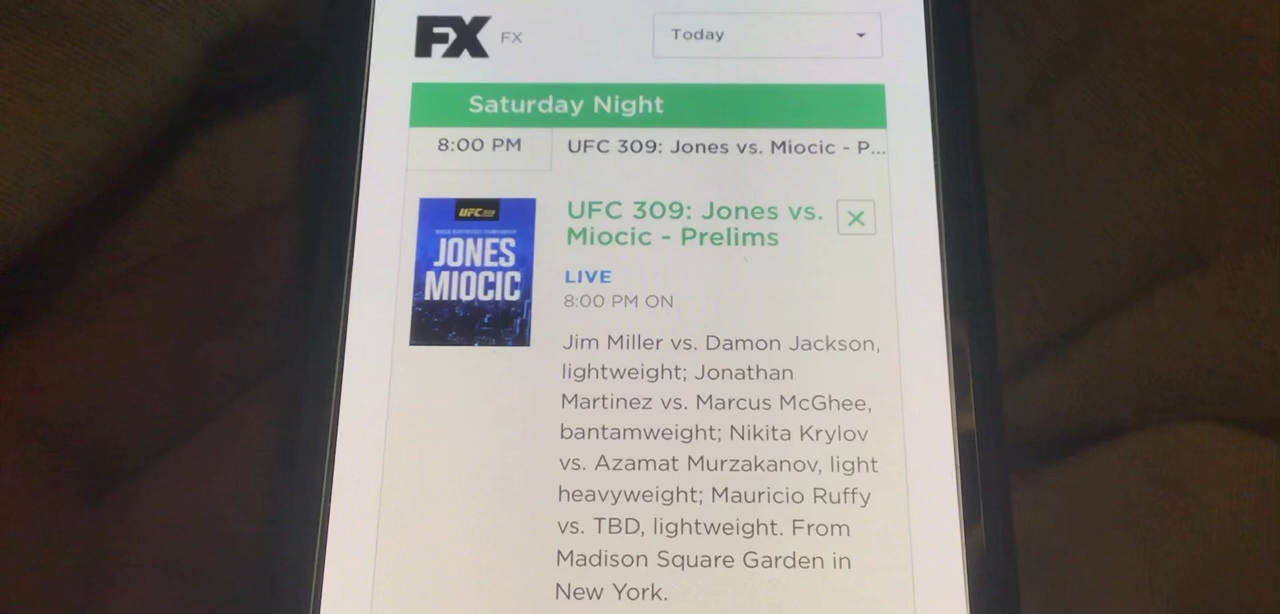 FX FX
Today
Saturday Night
8:00 PM UFC 309: Jones vs. Miocic - P...
UFC 309: Jones vs.
Miocic - Prelims
LIVE
8:00 PM ON
UFC
JONES
MIOCIC
Jim Miller vs. Damon Jackson,
lightweight; Jonathan
Martinez vs. Marcus McGhee,
bantamweight; Nikita Krylov
vs. Azamat Murzakanov, light
heavyweight; Mauricio Ruffy
vs. TBD, lightweight. From
Madison Square Garden in
New York.